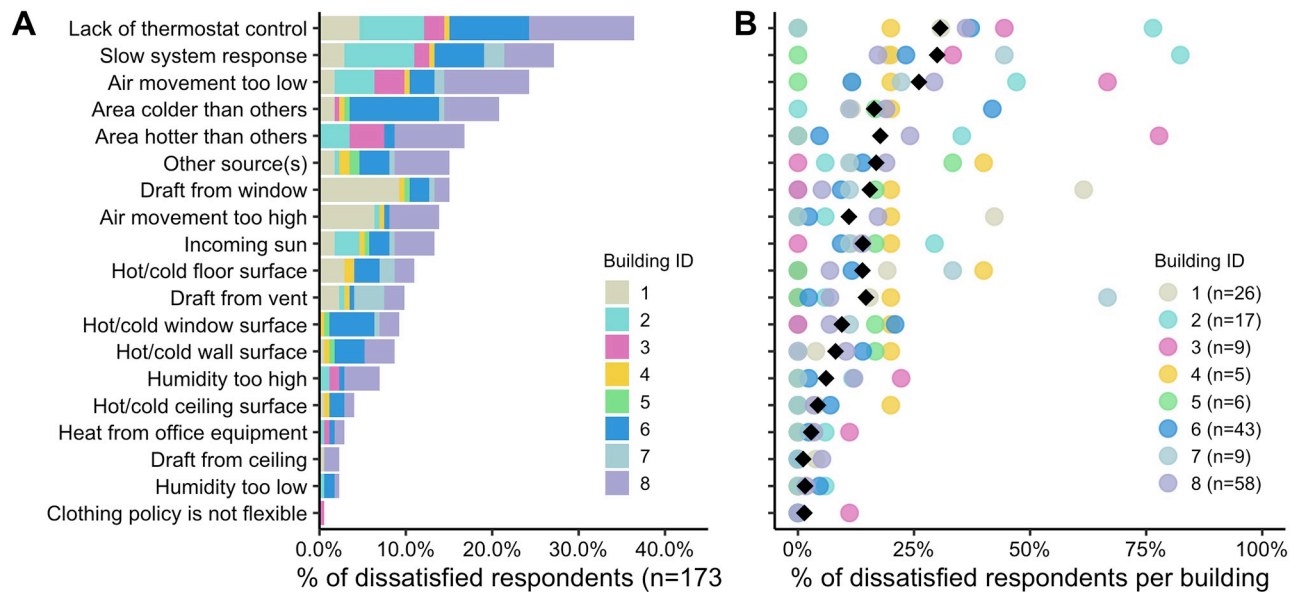 A
Lack of thermostat control
Slow system response
Air movement too low
Area colder than others
Area hotter than others
Other source(s)
Draft from window
Air movement too high
Incoming sun
Hot/cold floor surface
Draft from vent
Hot/cold window surface
Hot/cold wall surface
Humidity too high
Hot/cold ceiling surface
Heat from office equipment
Draft from ceiling
Humidity too low
Clothing policy is not flexible
Building ID
1
2
3
4
5
6
7
8
0.0% 10.0% 20.0% 30.0% 40.0%
% of dissatisfied respondents (n=173
B
Building ID
1 (n=26)
2 (n=17)
3 (n=9)
4 (n=5)
5 (n=6)
6 (n=43)
7 (n=9)
8 (n=58)
0% 25% 50% 75% 100%
% of dissatisfied respondents per building